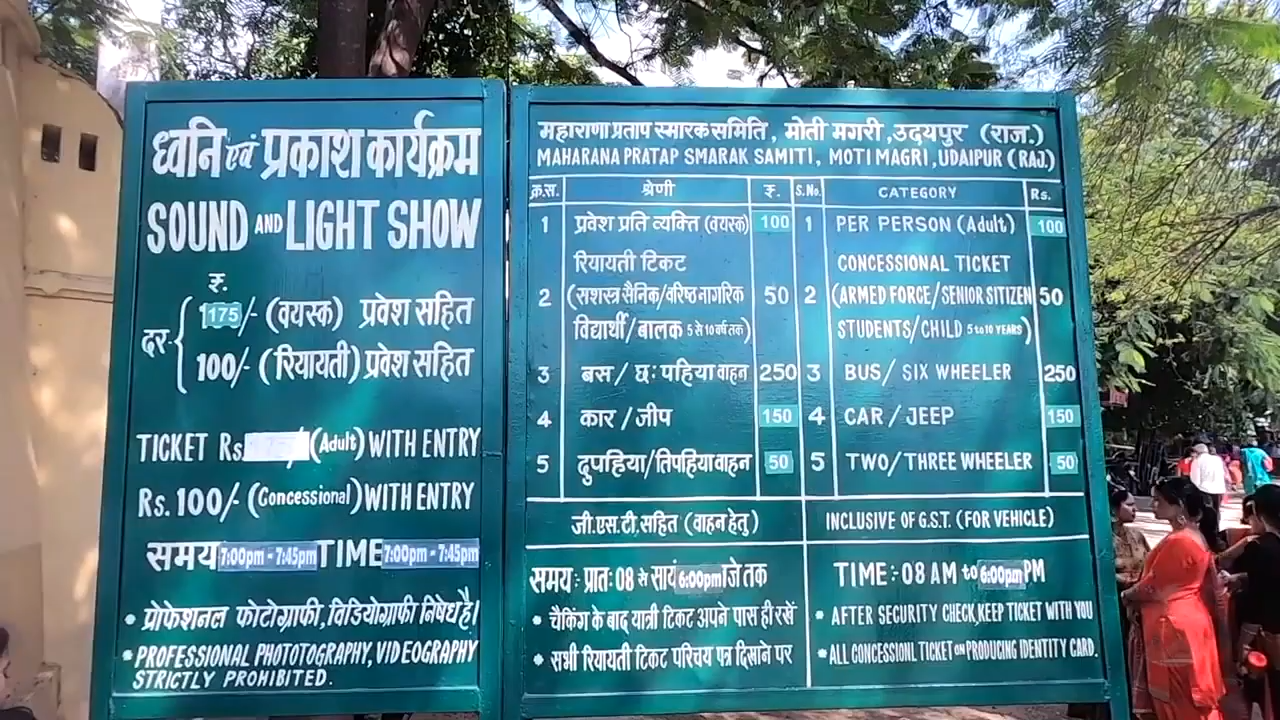 ध्वनि एवं प्रकाश कार्यक्रम
SOUND AND LIGHT SHOW
रु.
दर- { 175/- (वयस्क) प्रवेश सहित
100/- (रियायती) प्रवेश सहित
TICKET Rs. /- (Adult) WITH ENTRY
Rs. 100/- (Concessional) WITH ENTRY
समय 7:00pm - 7:45pm TIME 7:00pm - 7:45pm
• प्रोफेशनल फोटोग्राफी, विडियोग्राफी निषेध है।
• PROFESSIONAL PHOTOTOGRAPHY, VIDEOGRAPHY
STRICTLY PROHIBITED.
महाराणा प्रताप स्मारक समिति, मोती मगरी, उदयपुर (राज.)
MAHARANA PRATAP SMARAK SAMITI, MOTI MAGRI, UDAIPUR (RAJ.)
क्र.स. श्रेणी रु. S.No. CATEGORY Rs.
1 प्रवेश प्रति व्यक्ति (वयस्क) 100 1 PER PERSON (Adult) 100
रियायती टिकट CONCESSIONAL TICKET
2 (सशस्त्र सैनिक/वरिष्ठ नागरिक 50 2 (ARMED FORCE/SENIOR SITIZEN 50
विद्यार्थी/बालक 5 से 10 वर्ष तक) STUDENTS/CHILD 5 to 10 YEARS)
3 बस/छ: पहिया वाहन 250 3 BUS/SIX WHEELER 250
4 कार/जीप 150 4 CAR/JEEP 150
5 दुपहिया/तिपहिया वाहन 50 5 TWO/THREE WHEELER 50
जी.एस.टी. सहित (वाहन हेतु) INCLUSIVE OF G.S.T. (FOR VEHICLE)
समय: प्रात: 08 से सायं 6:00pm जे तक TIME :- 08 AM to 6:00pm PM
• चैकिंग के बाद यात्री टिकट अपने पास ही रखें • AFTER SECURITY CHECK, KEEP TICKET WITH YOU
• सभी रियायती टिकट परिचय पत्र दिखाने पर • ALL CONCESSIONL TICKET ON PRODUCING IDENTITY CARD.